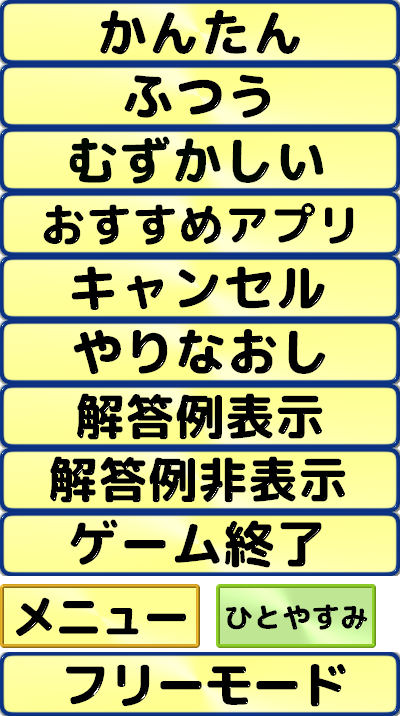 かんたん
ふつう
むずかしい
おすすめアプリ
キャンセル
やりなおし
解答例表示
解答例非表示
ゲーム終了
メニュー
ひとやすみ
フリーモード